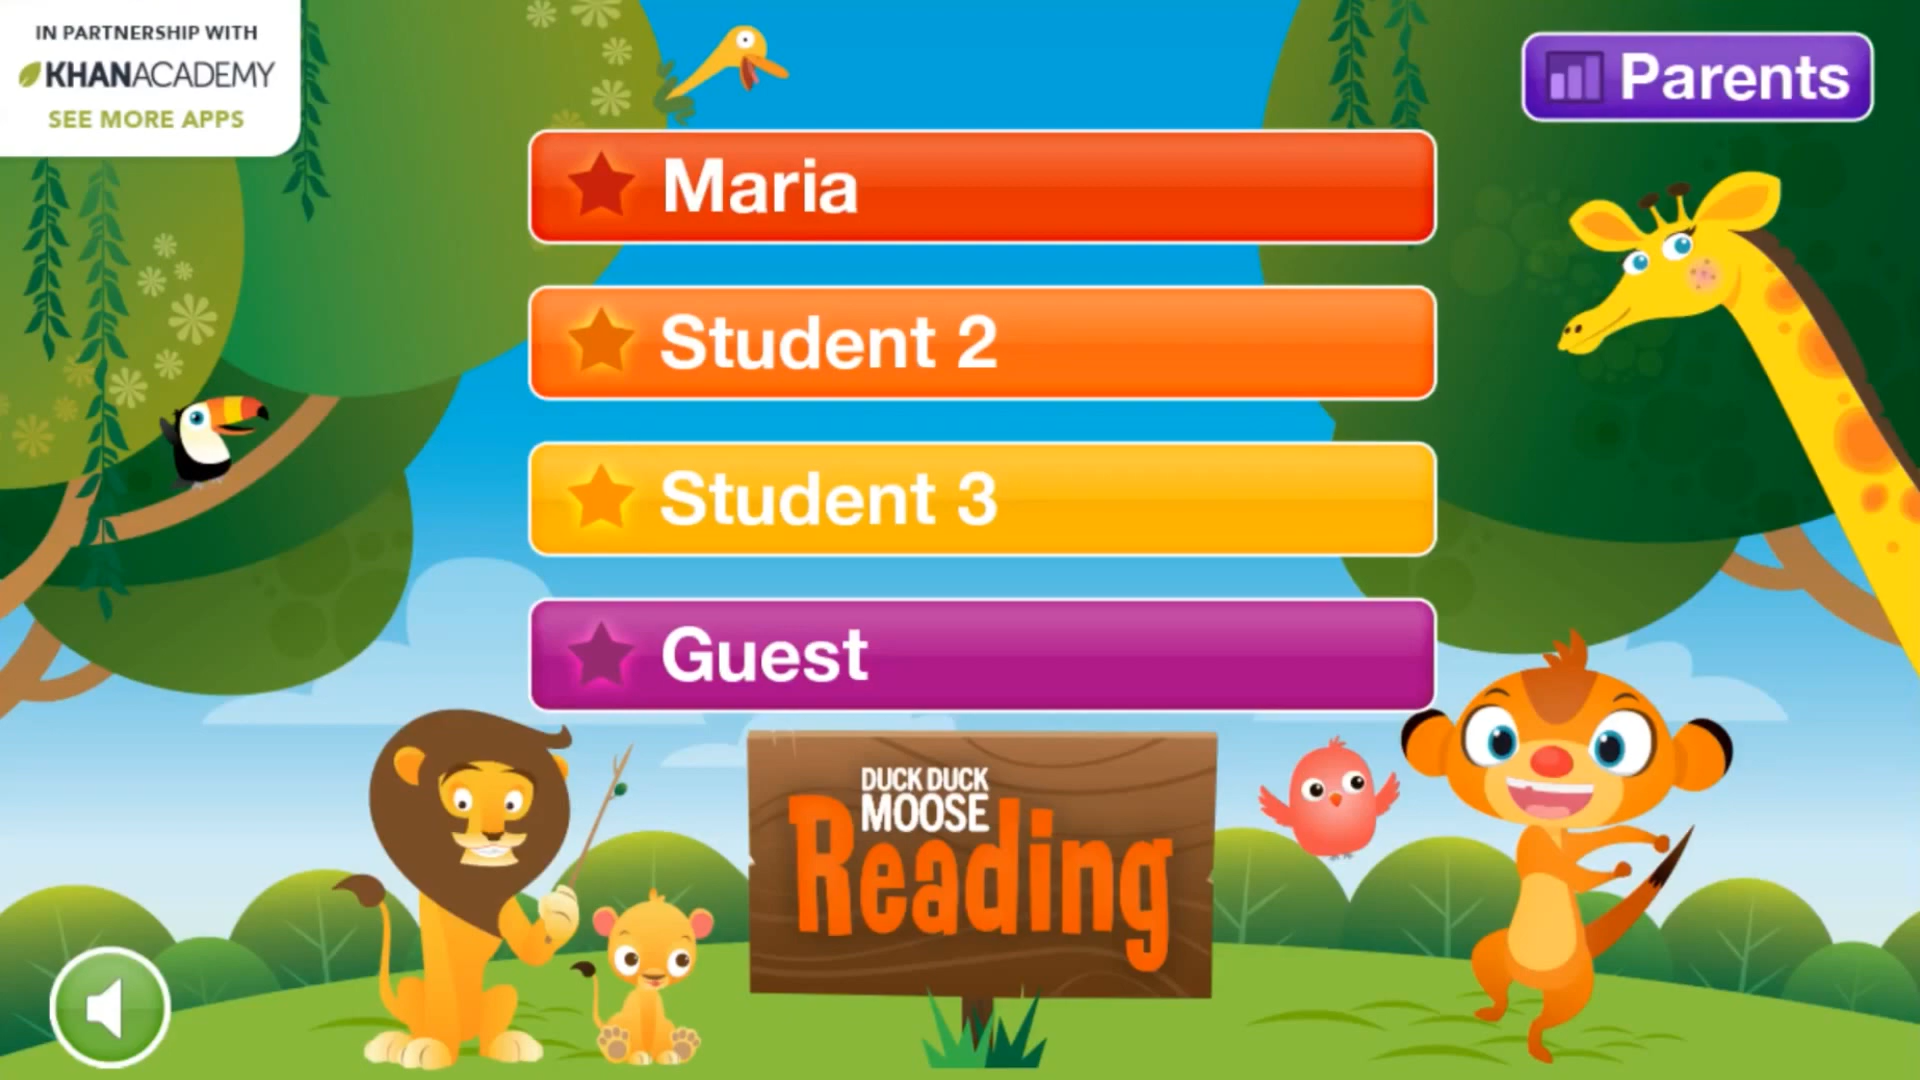 IN PARTNERSHIP WITH
KHANACADEMY
SEE MORE APPS
Parents
Maria
Student 2
Student 3
Guest
DUCK DUCK
MOOSE
Reading